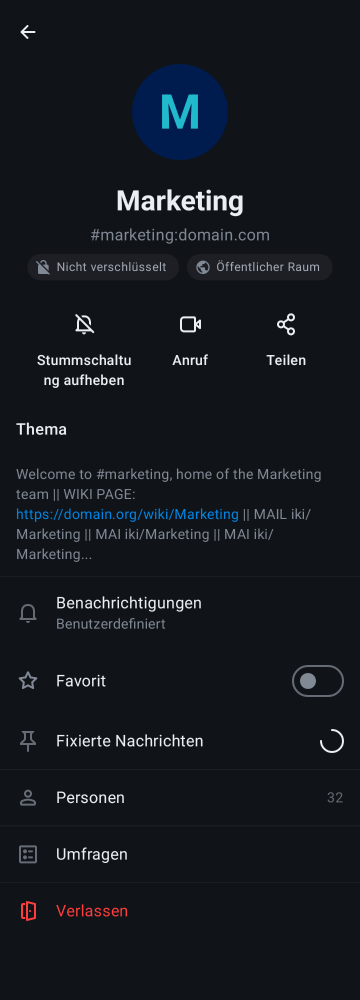 M
Marketing
#marketing:domain.com
Nicht verschlüsselt
Öffentlicher Raum
Stummschaltu
ng aufheben
Anruf
Teilen
Thema
Welcome to #marketing, home of the Marketing
team || WIKI PAGE:
https://domain.org/wiki/Marketing || MAIL iki/
Marketing || MAI iki/Marketing || MAI iki/
Marketing...
Benachrichtigungen
Benutzerdefiniert
Favorit
Fixierte Nachrichten
Personen 32
Umfragen
Verlassen